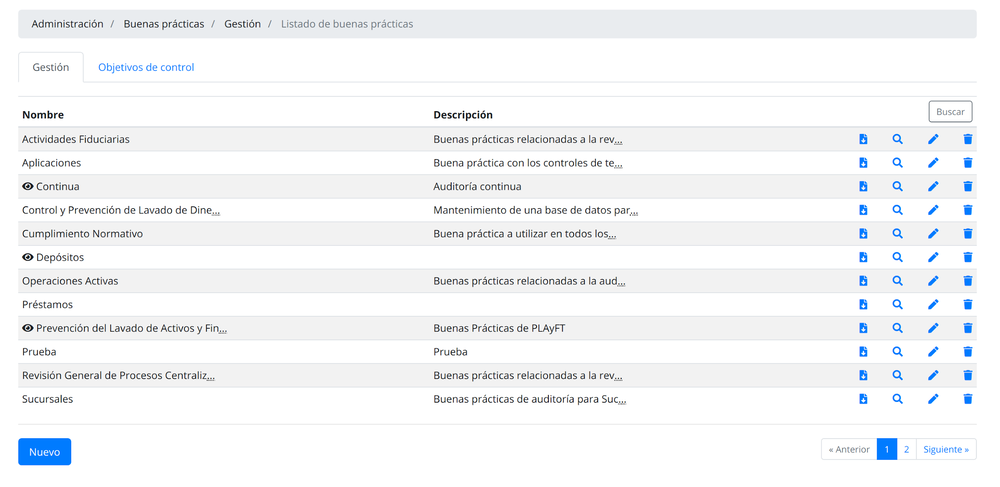 Administración / Buenas prácticas / Gestión / Listado de buenas prácticas
Gestión Objetivos de control
Nombre Descripción Buscar
Actividades Fiduciarias Buenas prácticas relacionadas a la rev...
Aplicaciones Buena práctica con los controles de te...
Continua Auditoría continua
Control y Prevención de Lavado de Dine... Mantenimiento de una base de datos par...
Cumplimiento Normativo Buena práctica a utilizar en todos los...
Depósitos
Operaciones Activas Buenas prácticas relacionadas a la aud...
Préstamos
Prevención del Lavado de Activos y Fin... Buenas Prácticas de PLAyFT
Prueba Prueba
Revisión General de Procesos Centraliz... Buenas prácticas relacionadas a la rev...
Sucursales Buenas prácticas de auditoría para Suc...
Nuevo « Anterior 1 2 Siguiente »